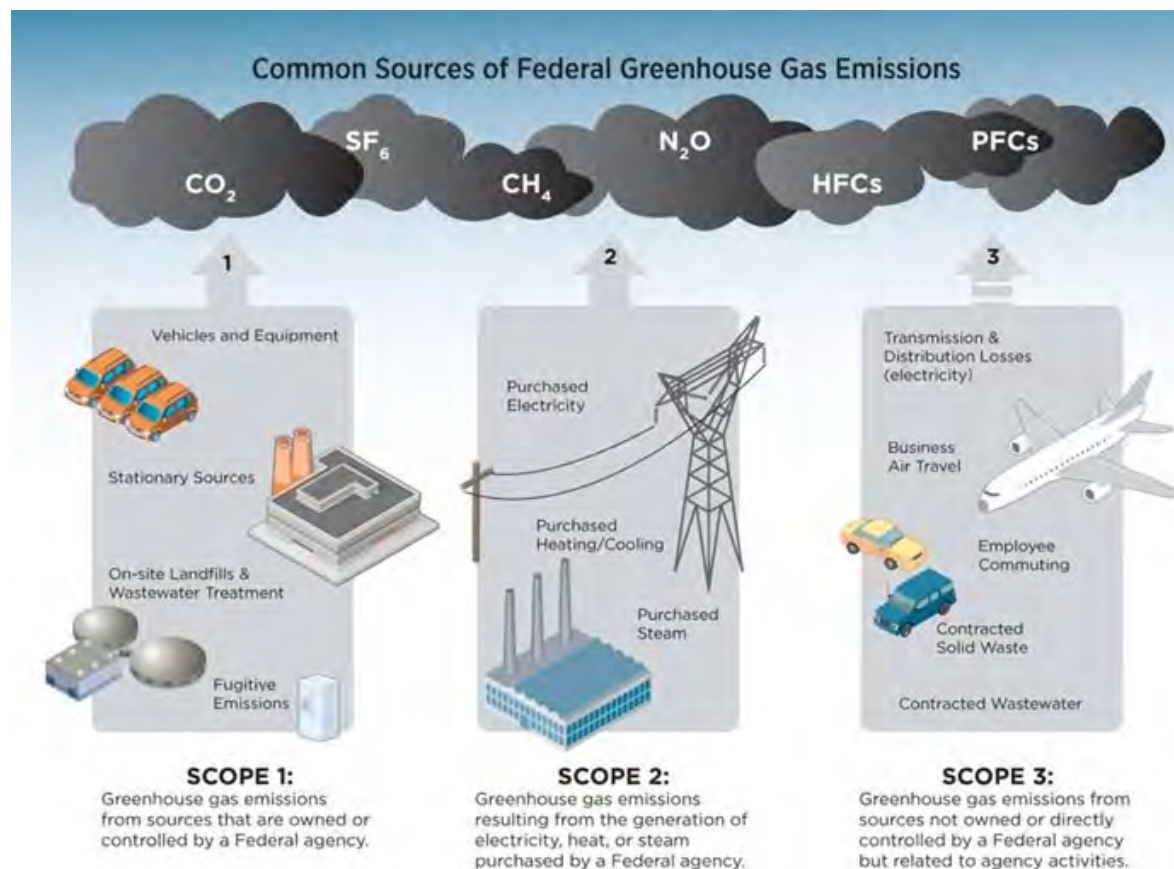 Common Sources of Federal Greenhouse Gas Emissions
CO₂
SF₆
CH₄
N₂O
HFCs
PFCs
1
Vehicles and Equipment
Stationary Sources
On-site Landfills &
Wastewater Treatment
Fugitive
Emissions
SCOPE 1:
Greenhouse gas emissions
from sources that are owned or
controlled by a Federal agency.
2
Purchased
Electricity
Purchased
Heating/Cooling
Purchased
Steam
SCOPE 2:
Greenhouse gas emissions
resulting from the generation of
electricity, heat, or steam
purchased by a Federal agency.
3
Transmission &
Distribution Losses
(electricity)
Business
Air Travel
Employee
Commuting
Contracted
Solid Waste
Contracted Wastewater
SCOPE 3:
Greenhouse gas emissions from
sources not owned or directly
controlled by a Federal agency
but related to agency activities.